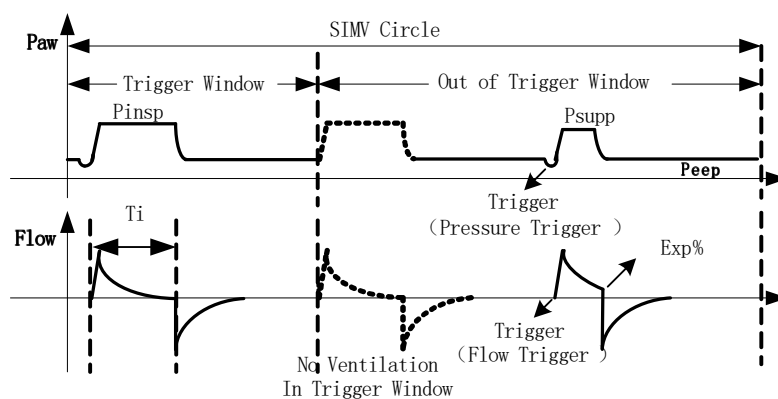 SIMV Circle
Paw
Trigger Window
Out of Trigger Window
Pinsp
Psupp
Peep
Trigger
(Pressure Trigger )
Ti
Flow
Exp%
Trigger
(Flow Trigger )
No Ventilation
In Trigger Window